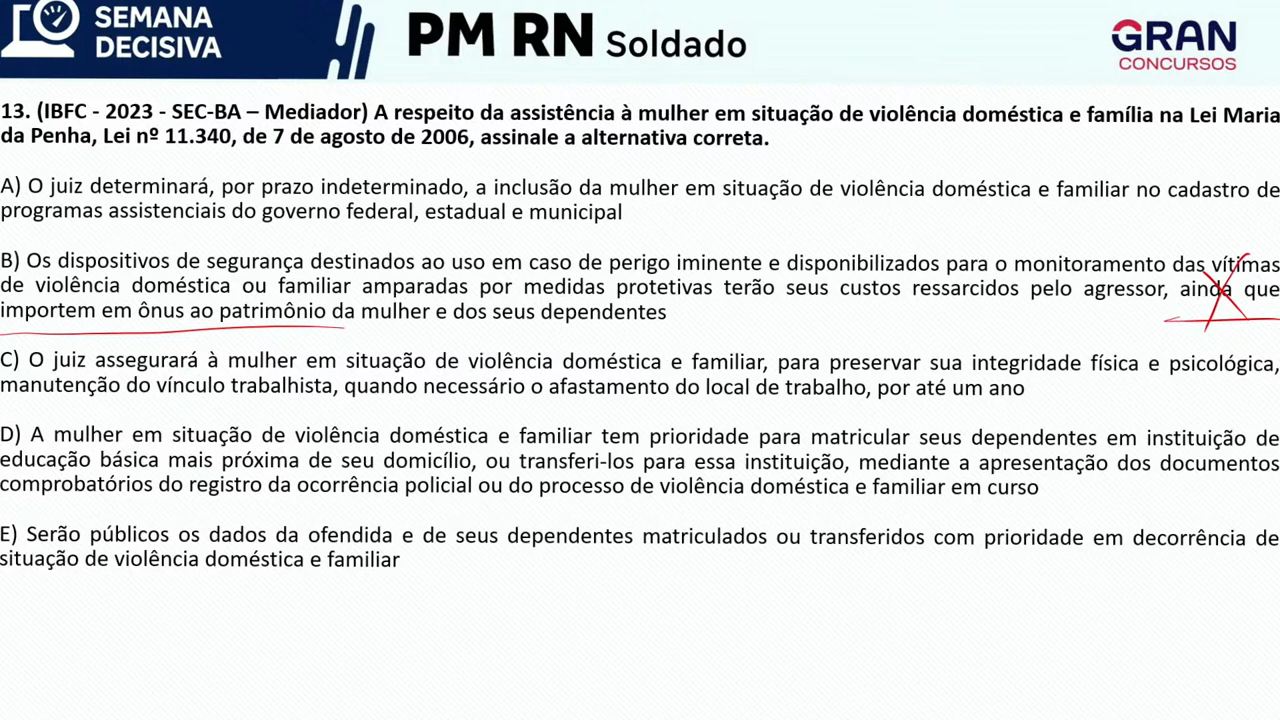 SEMANA
DECISIVA
PM RN Soldado
GRAN
CONCURSOS
13. (IBFC - 2023 - SEC-BA – Mediador) A respeito da assistência à mulher em situação de violência doméstica e família na Lei Maria
da Penha, Lei nº 11.340, de 7 de agosto de 2006, assinale a alternativa correta.
A) O juiz determinará, por prazo indeterminado, a inclusão da mulher em situação de violência doméstica e familiar no cadastro de
programas assistenciais do governo federal, estadual e municipal
B) Os dispositivos de segurança destinados ao uso em caso de perigo iminente e disponibilizados para o monitoramento das vítimas
de violência doméstica ou familiar amparadas por medidas protetivas terão seus custos ressarcidos pelo agressor, ainda que
importem em ônus ao patrimônio da mulher e dos seus dependentes
C) O juiz assegurará à mulher em situação de violência doméstica e familiar, para preservar sua integridade física e psicológica,
manutenção do vínculo trabalhista, quando necessário o afastamento do local de trabalho, por até um ano
D) A mulher em situação de violência doméstica e familiar tem prioridade para matricular seus dependentes em instituição de
educação básica mais próxima de seu domicílio, ou transferi-los para essa instituição, mediante a apresentação dos documentos
comprobatórios do registro da ocorrência policial ou do processo de violência doméstica e familiar em curso
E) Serão públicos os dados da ofendida e de seus dependentes matriculados ou transferidos com prioridade em decorrência de
situação de violência doméstica e familiar